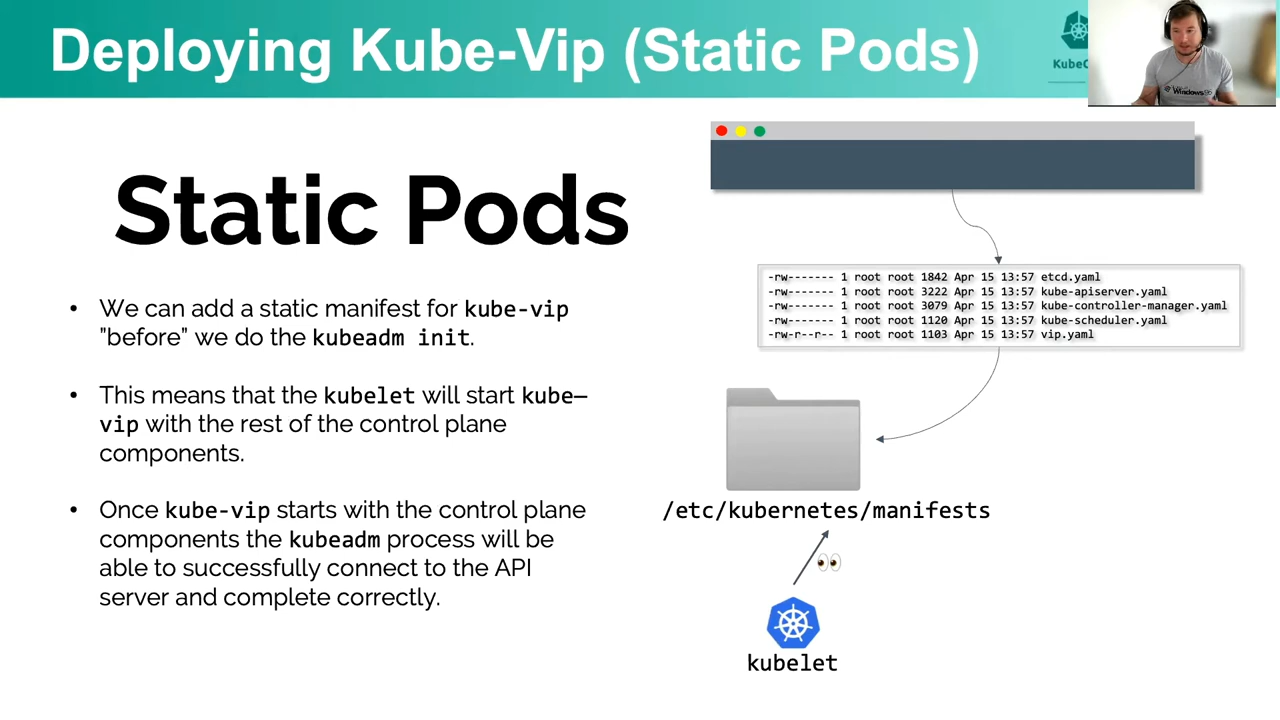 Deploying Kube-Vip (Static Pods)
Static Pods
• We can add a static manifest for kube-vip
"before" we do the kubeadm init.
• This means that the kubelet will start kube–
vip with the rest of the control plane
components.
• Once kube-vip starts with the control plane
components the kubeadm process will be
able to successfully connect to the API
server and complete correctly.
-rw------- 1 root root 1842 Apr 15 13:57 etcd.yaml
-rw------- 1 root root 3222 Apr 15 13:57 kube-apiserver.yaml
-rw------- 1 root root 3079 Apr 15 13:57 kube-controller-manager.yaml
-rw------- 1 root root 1120 Apr 15 13:57 kube-scheduler.yaml
-rw-r--r-- 1 root root 1103 Apr 15 13:57 vip.yaml
/etc/kubernetes/manifests
kubelet